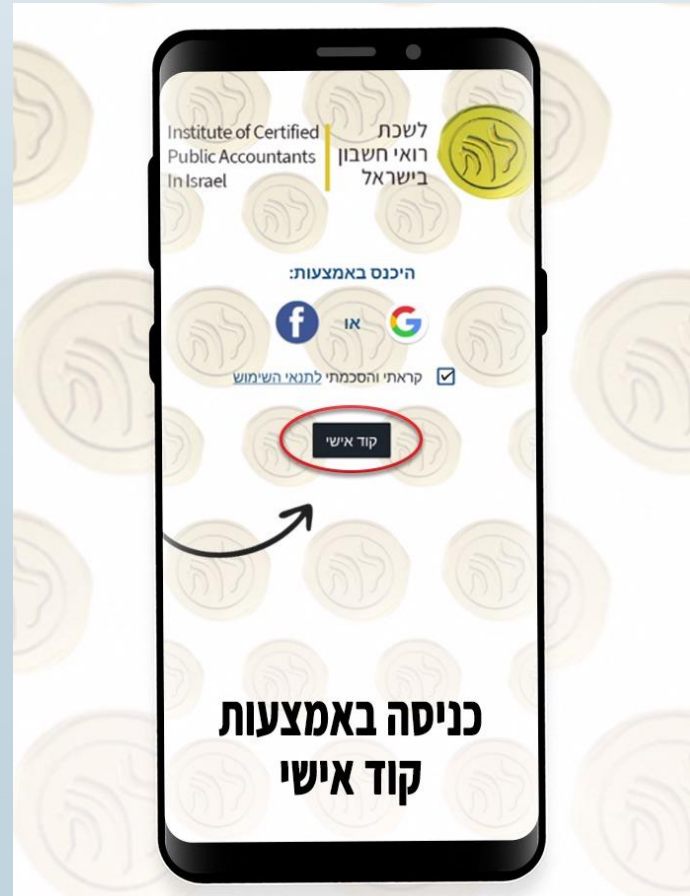 לשכת
רואי חשבון
בישראל
Institute of Certified
Public Accountants
In Israel
היכנס באמצעות:
או
קראתי והסכמתי לתנאי השימוש
קוד אישי
כניסה באמצעות
קוד אישי